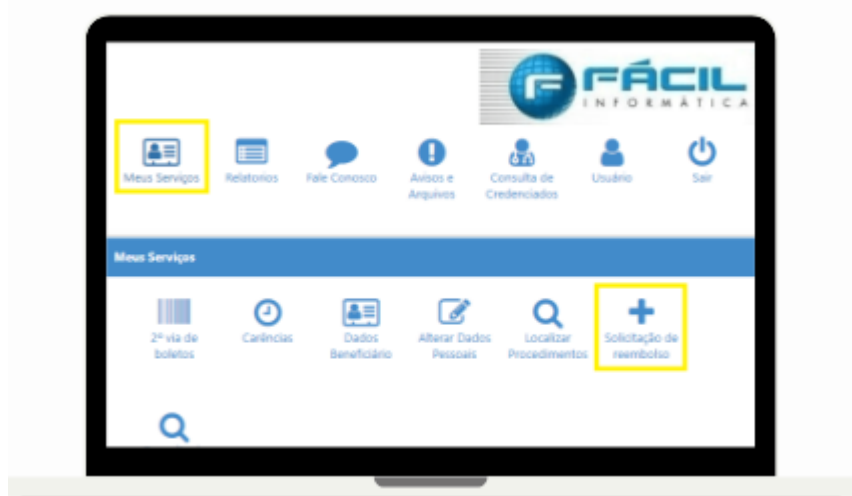 FÁCIL
INFORMÁTICA
Meus Serviços
Relatorios
Fale Conosco
Avisos e
Arquivos
Consulta de
Credenciados
Usuário
Sair
Meus Serviços
2ª via de
boletos
Carências
Dados
Beneficiário
Alterar Dados
Pessoais
Localizar
Procedimentos
Solicitação de
reembolso